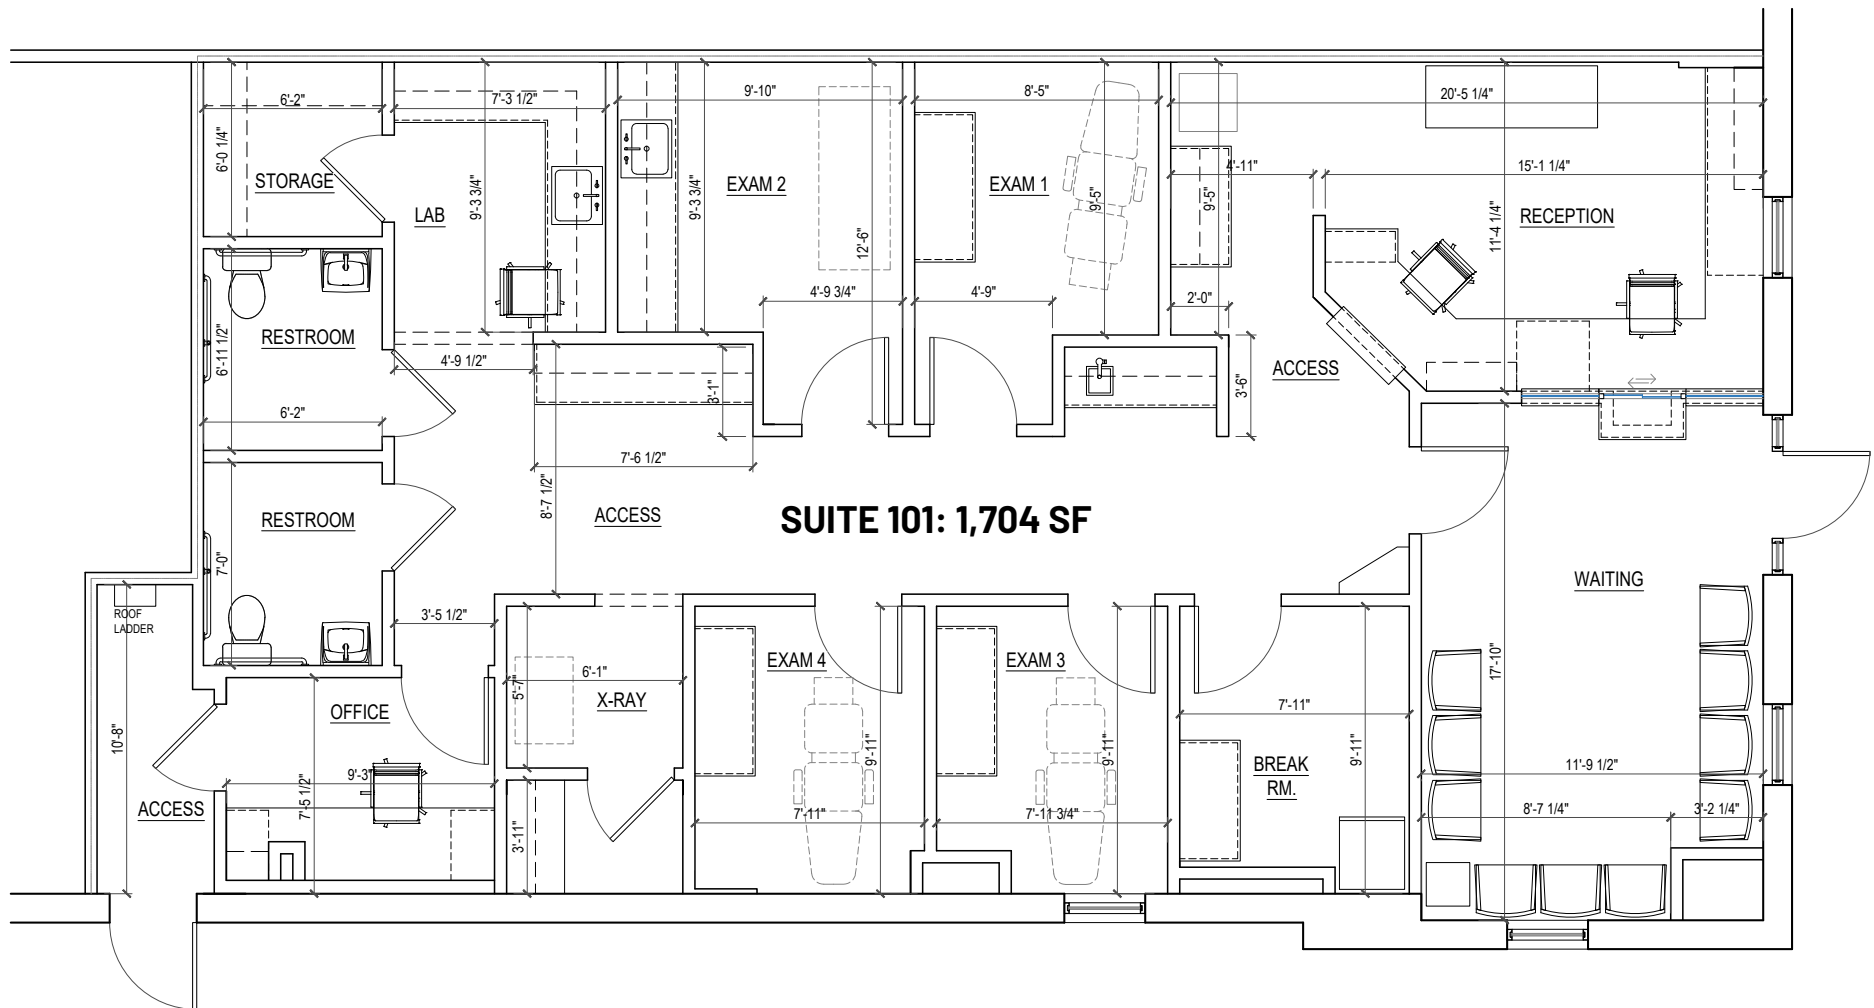 6'-2"
7'-3 1/2"
9'-10"
8'-5"
20'-5 1/4"
6'-0 1/4"
STORAGE
LAB
9'-3 3/4"
9'-3 3/4"
EXAM 2
12'-6"
EXAM 1
9'-5"
4'-11"
9'-5"
15'-1 1/4"
11'-4 1/4"
RECEPTION
4'-9 3/4"
4'-9"
2'-0"
RESTROOM
6'-11 1/2"
4'-9 1/2"
3'-1"
3'-6"
ACCESS
6'-2"
7'-6 1/2"
8'-7 1/2"
RESTROOM
ACCESS
SUITE 101: 1,704 SF
7'-0"
WAITING
ROOF
LADDER
3'-5 1/2"
17'-10"
5'-7"
6'-1"
X-RAY
EXAM 4
EXAM 3
OFFICE
7'-11"
10'-8"
9'-3"
7'-5 1/2"
9'-11"
9'-11"
9'-11"
BREAK
RM.
11'-9 1/2"
ACCESS
3'-11"
7'-11"
7'-11 3/4"
8'-7 1/4"
3'-2 1/4"